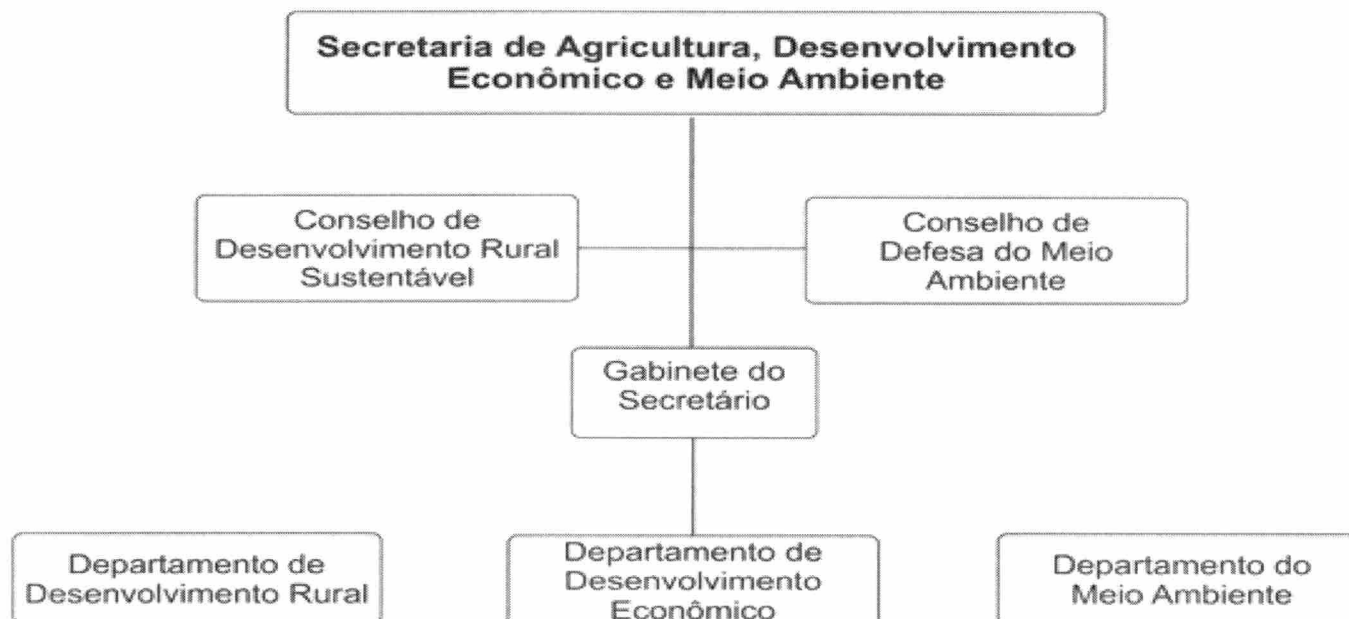 Secretaria de Agricultura, Desenvolvimento
Econômico e Meio Ambiente
Conselho de
Desenvolvimento Rural
Sustentável
Conselho de
Defesa do Meio
Ambiente
Gabinete do
Secretário
Departamento de
Desenvolvimento Rural
Departamento de
Desenvolvimento
Econômico
Departamento do
Meio Ambiente